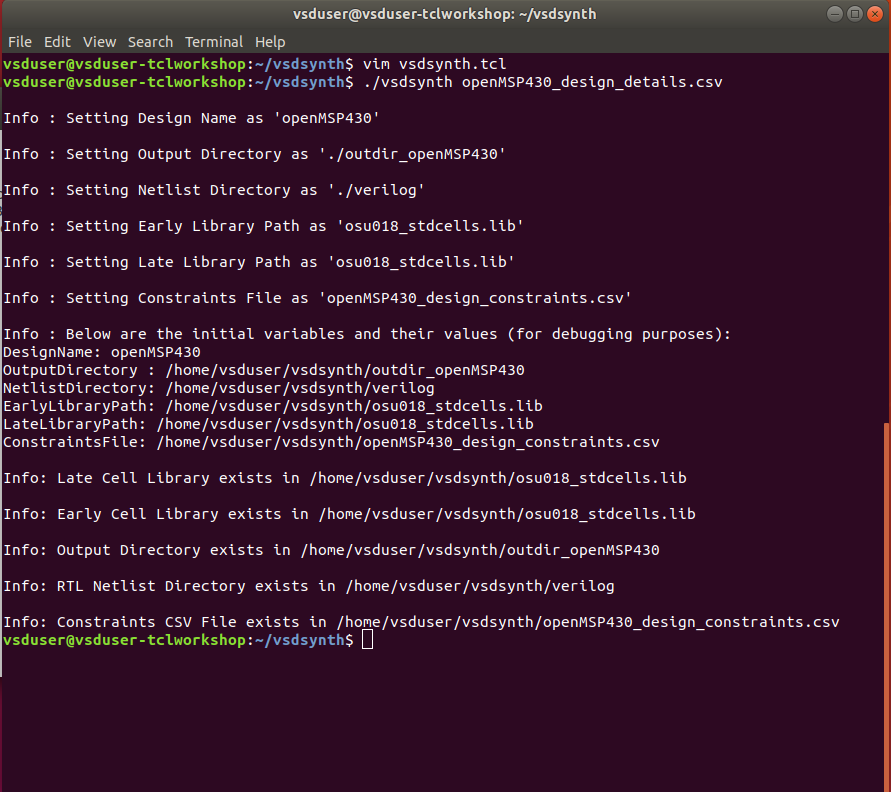 vsduser@vsduser-tclworkshop: ~/vsdsynth
File Edit View Search Terminal Help
vsduser@vsduser-tclworkshop:~/vsdsynth$ vim vsdsynth.tcl
vsduser@vsduser-tclworkshop:~/vsdsynth$ ./vsdsynth openMSP430_design_details.csv
Info : Setting Design Name as 'openMSP430'
Info : Setting Output Directory as './outdir_openMSP430'
Info : Setting Netlist Directory as './verilog'
Info : Setting Early Library Path as 'osu018_stdcells.lib'
Info : Setting Late Library Path as 'osu018_stdcells.lib'
Info : Setting Constraints File as 'openMSP430_design_constraints.csv'
Info : Below are the initial variables and their values (for debugging purposes):
DesignName: openMSP430
OutputDirectory : /home/vsduser/vsdsynth/outdir_openMSP430
NetlistDirectory: /home/vsduser/vsdsynth/verilog
EarlyLibraryPath: /home/vsduser/vsdsynth/osu018_stdcells.lib
LateLibraryPath: /home/vsduser/vsdsynth/osu018_stdcells.lib
ConstraintsFile: /home/vsduser/vsdsynth/openMSP430_design_constraints.csv
Info: Late Cell Library exists in /home/vsduser/vsdsynth/osu018_stdcells.lib
Info: Early Cell Library exists in /home/vsduser/vsdsynth/osu018_stdcells.lib
Info: Output Directory exists in /home/vsduser/vsdsynth/outdir_openMSP430
Info: RTL Netlist Directory exists in /home/vsduser/vsdsynth/verilog
Info: Constraints CSV File exists in /home/vsduser/vsdsynth/openMSP430_design_constraints.csv
vsduser@vsduser-tclworkshop:~/vsdsynth$